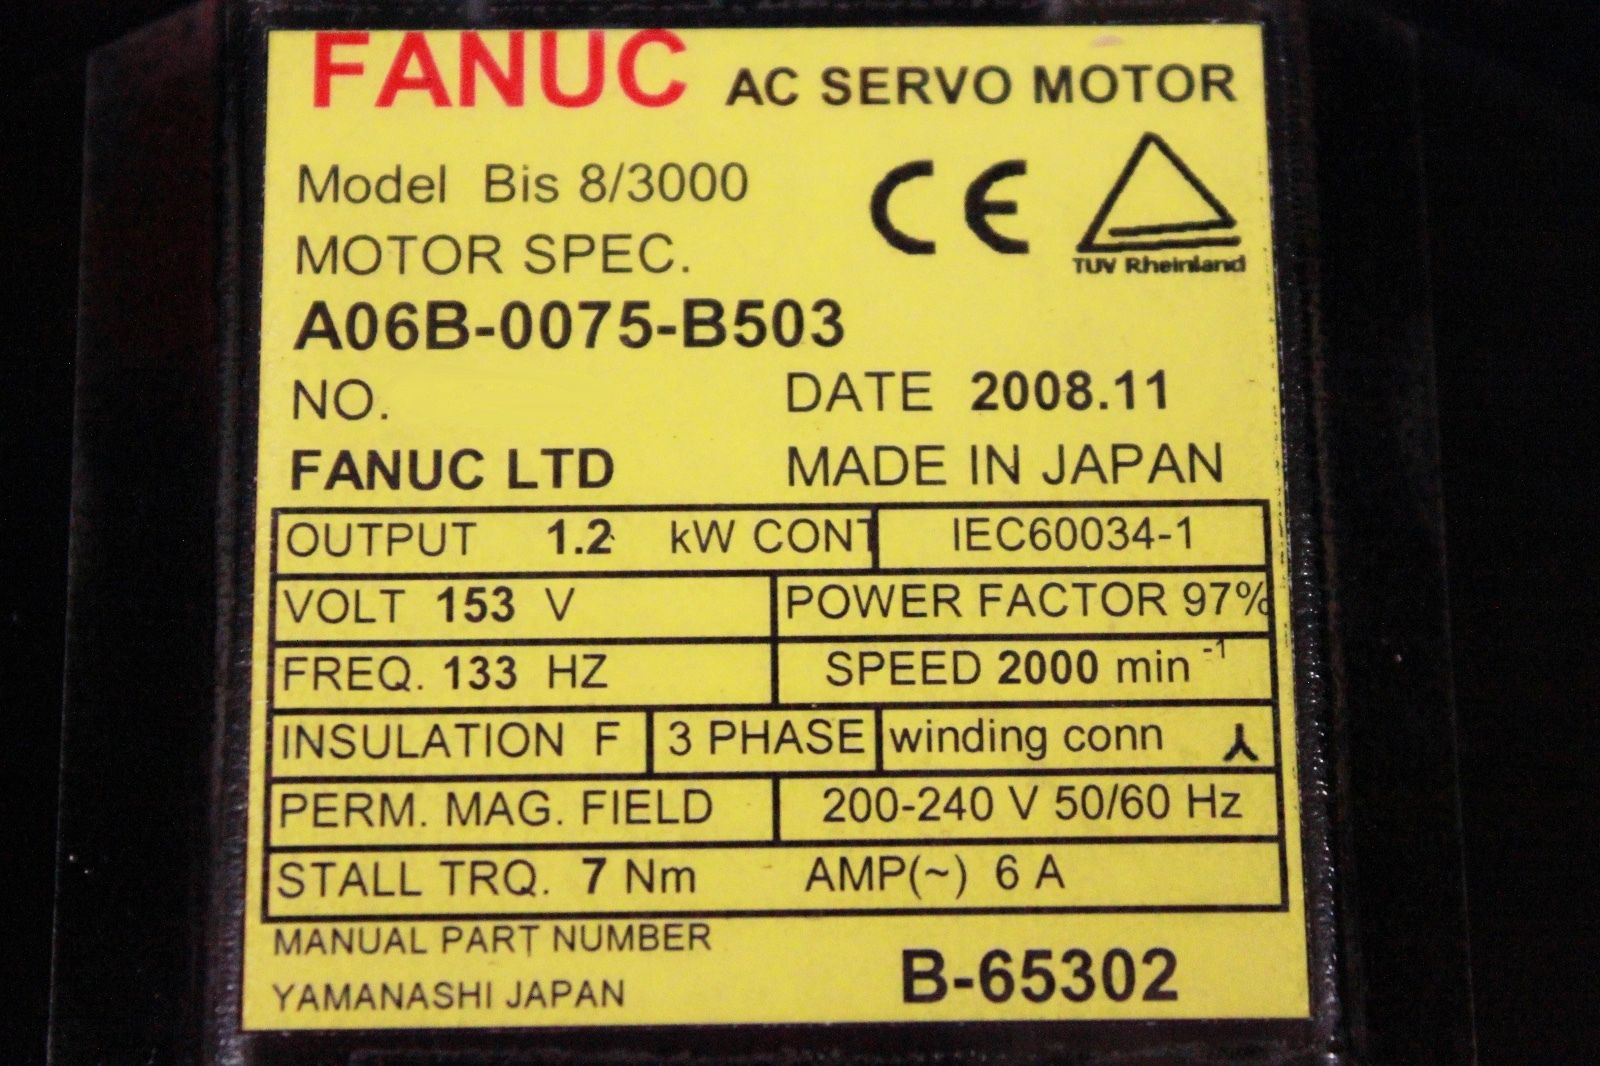 FANUC AC SERVO MOTOR
Model Bis 8/3000
CE
TUV Rheinland
MOTOR SPEC.
A06B-0075-B503
NO. DATE 2008.11
FANUC LTD MADE IN JAPAN
OUTPUT 1.2 kW CONT IEC60034-1
VOLT 153 V POWER FACTOR 97%
FREQ. 133 HZ SPEED 2000 min⁻¹
INSULATION F 3 PHASE winding conn
PERM. MAG. FIELD 200-240 V 50/60 Hz
STALL TRQ. 7 Nm AMP(~) 6 A
MANUAL PART NUMBER
YAMANASHI JAPAN B-65302